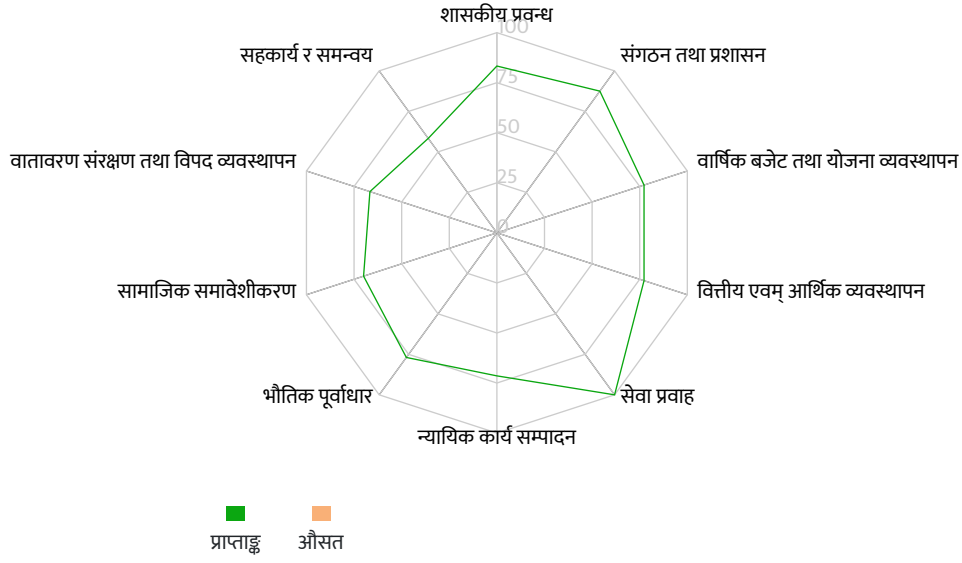 शासकीय प्रवन्ध
100
सहकार्य र समन्वय
संगठन तथा प्रशासन
75
50
वातावरण संरक्षण तथा विपद व्यवस्थापन
वार्षिक बजेट तथा योजना व्यवस्थापन
25
0
सामाजिक समावेशीकरण
वित्तीय एवम् आर्थिक व्यवस्थापन
भौतिक पूर्वाधार
सेवा प्रवाह
न्यायिक कार्य सम्पादन
प्राप्ताङ्क
औसत